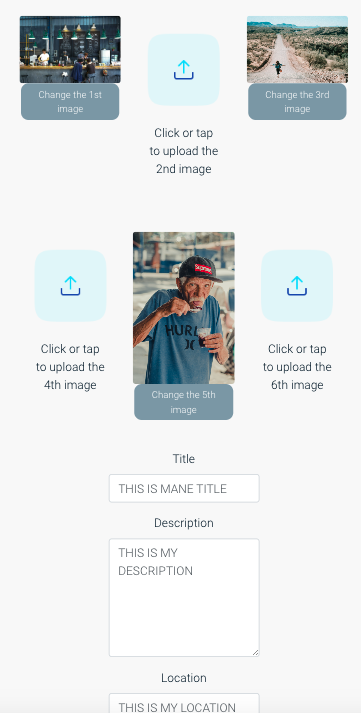 Change the 1st
image
Click or tap
to upload the
2nd image
Change the 3rd
image
Click or tap
to upload the
4th image
Supreme
HURL
Change the 5th
image
Click or tap
to upload the
6th image
Title
THIS IS MANE TITLE
Description
THIS IS MY
DESCRIPTION
Location
THIS IS MY LOCATION